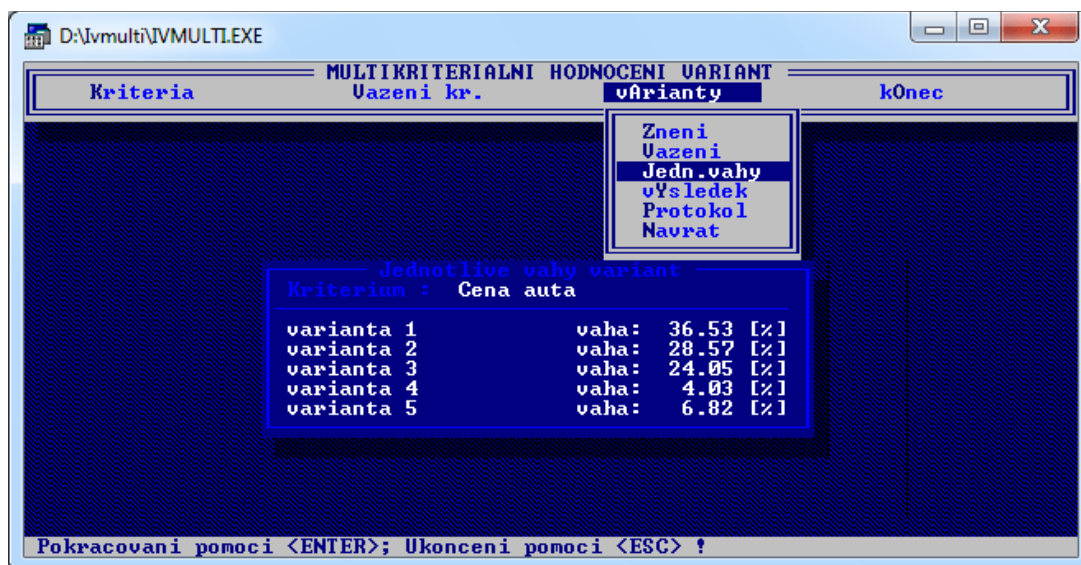 D:\Ivmulti\IVMULTI.EXE
MULTIKRITERIALNI HODNOCENI VARIANT
Kriteria Vazeni kr. vArianty kOnec
Zneni
Vazeni
Jedn.vahy
vYsledek
Protokol
Navrat
Jednotlive vahy variant
Kriterium : Cena auta
varianta 1 vaha: 36.53 [%]
varianta 2 vaha: 28.57 [%]
varianta 3 vaha: 24.05 [%]
varianta 4 vaha: 4.03 [%]
varianta 5 vaha: 6.82 [%]
Pokracovani pomoci <ENTER>; Ukonceni pomoci <ESC> !